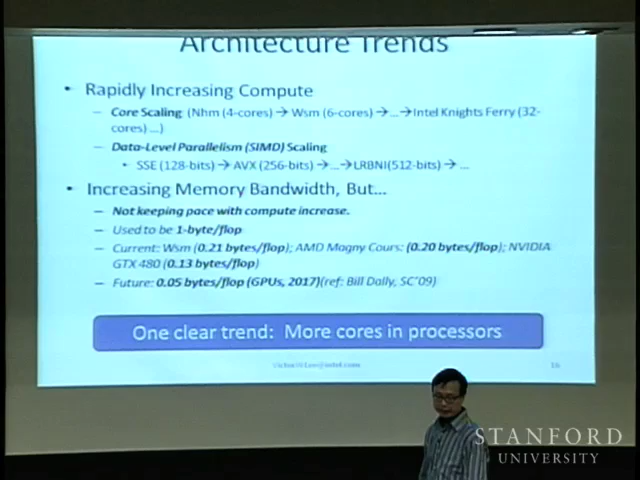 Architecture Trends
• Rapidly Increasing Compute
– Core Scaling (Nhm (4-cores) → Wsm (6-cores) → ... → Intel Knights Ferry (32-
cores) ...)
– Data-Level Parallelism (SIMD) Scaling
• SSE (128-bits) → AVX (256-bits) → ... → LRBNI(512-bits) → ...
• Increasing Memory Bandwidth, But...
– Not keeping pace with compute increase.
– Used to be 1-byte/flop
– Current: Wsm (0.21 bytes/flop); AMD Magny Cours: (0.20 bytes/flop); NVIDIA
GTX 480 (0.13 bytes/flop)
– Future: 0.05 bytes/flop (GPUs, 2017)(ref: Bill Dally, SC'09)
One clear trend: More cores in processors
16
STANFORD
UNIVERSITY